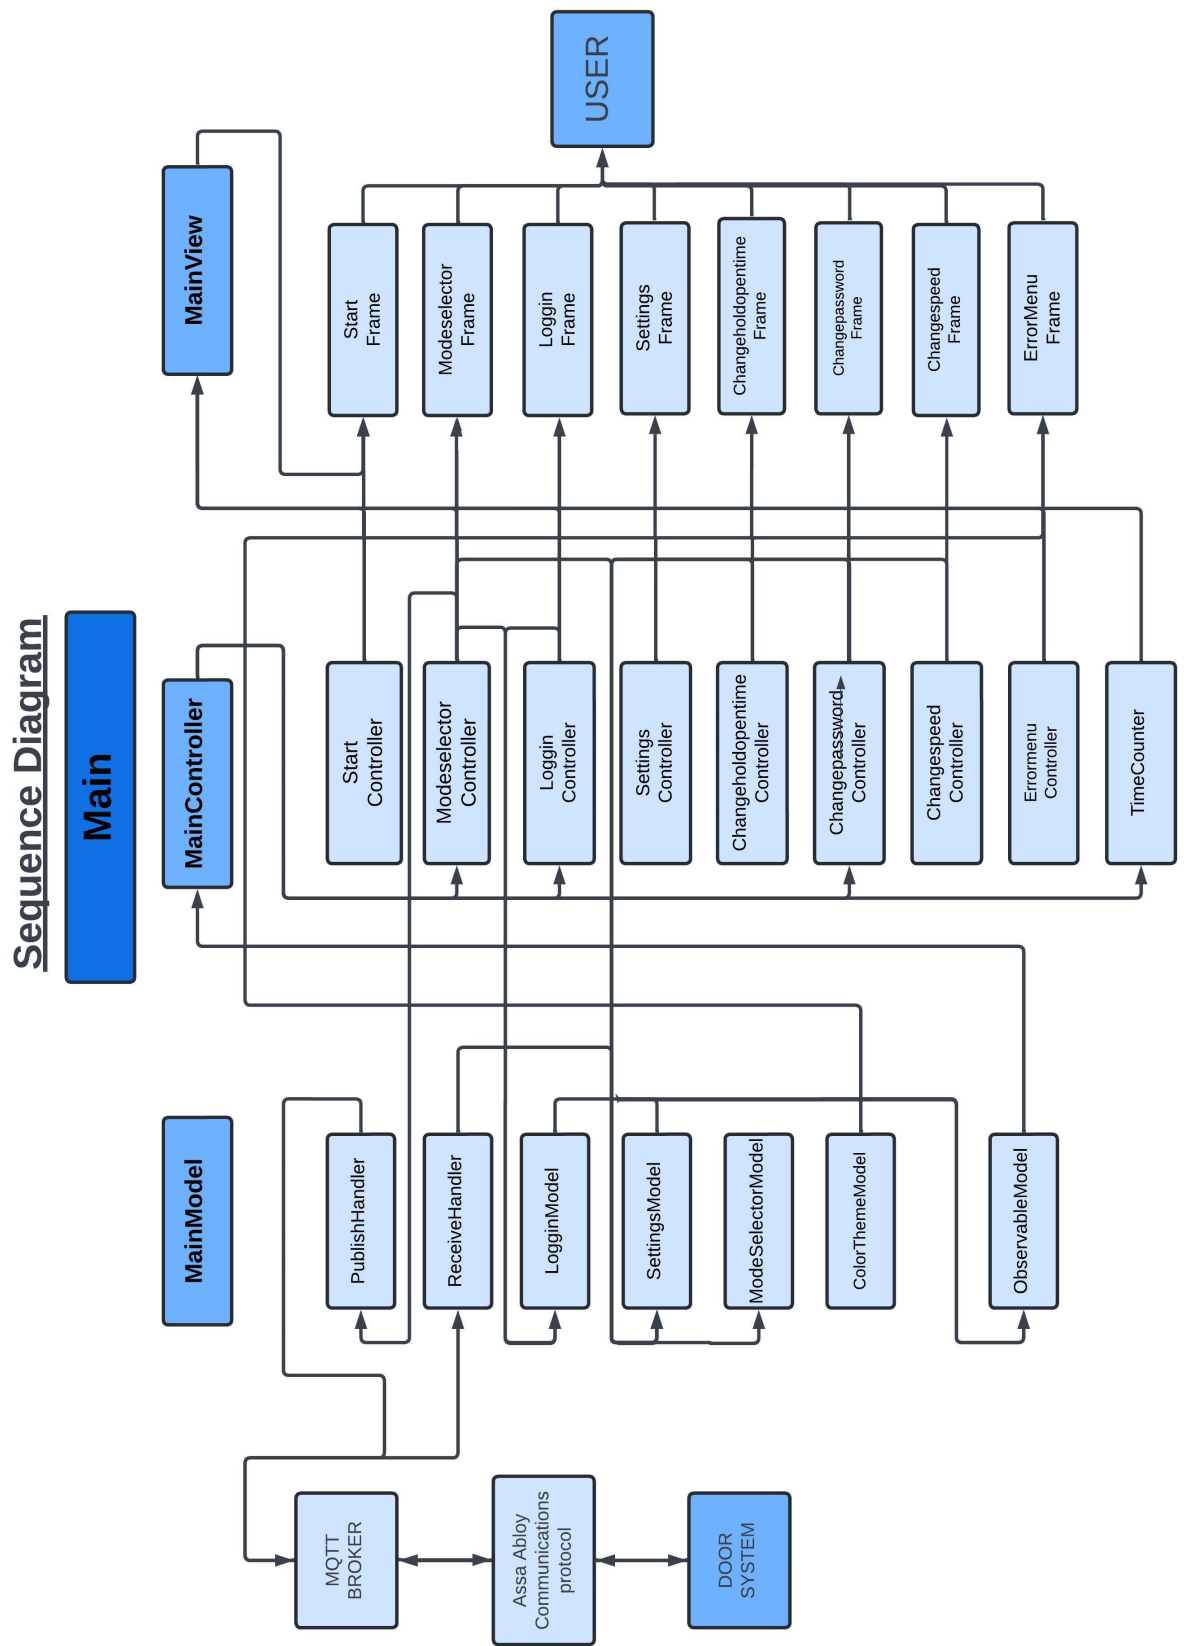 Sequence Diagram
Main
MainModel
MainController
MainView
MQTT
BROKER
Assa Abloy
Communications
protocol
DOOR
SYSTEM
PublishHandler
ReceiveHandler
LogginModel
SettingsModel
ModeSelectorModel
ColorThemeModel
ObservableModel
Start
Controller
Modeselector
Controller
Loggin
Controller
Settings
Controller
Changeholdopentime
Controller
Changepassword
Controller
Changespeed
Controller
Errormenu
Controller
TimeCounter
Start
Frame
Modeselector
Frame
Loggin
Frame
Settings
Frame
Changeholdopentime
Frame
Changepassword
Frame
Changespeed
Frame
ErrorMenu
Frame
USER